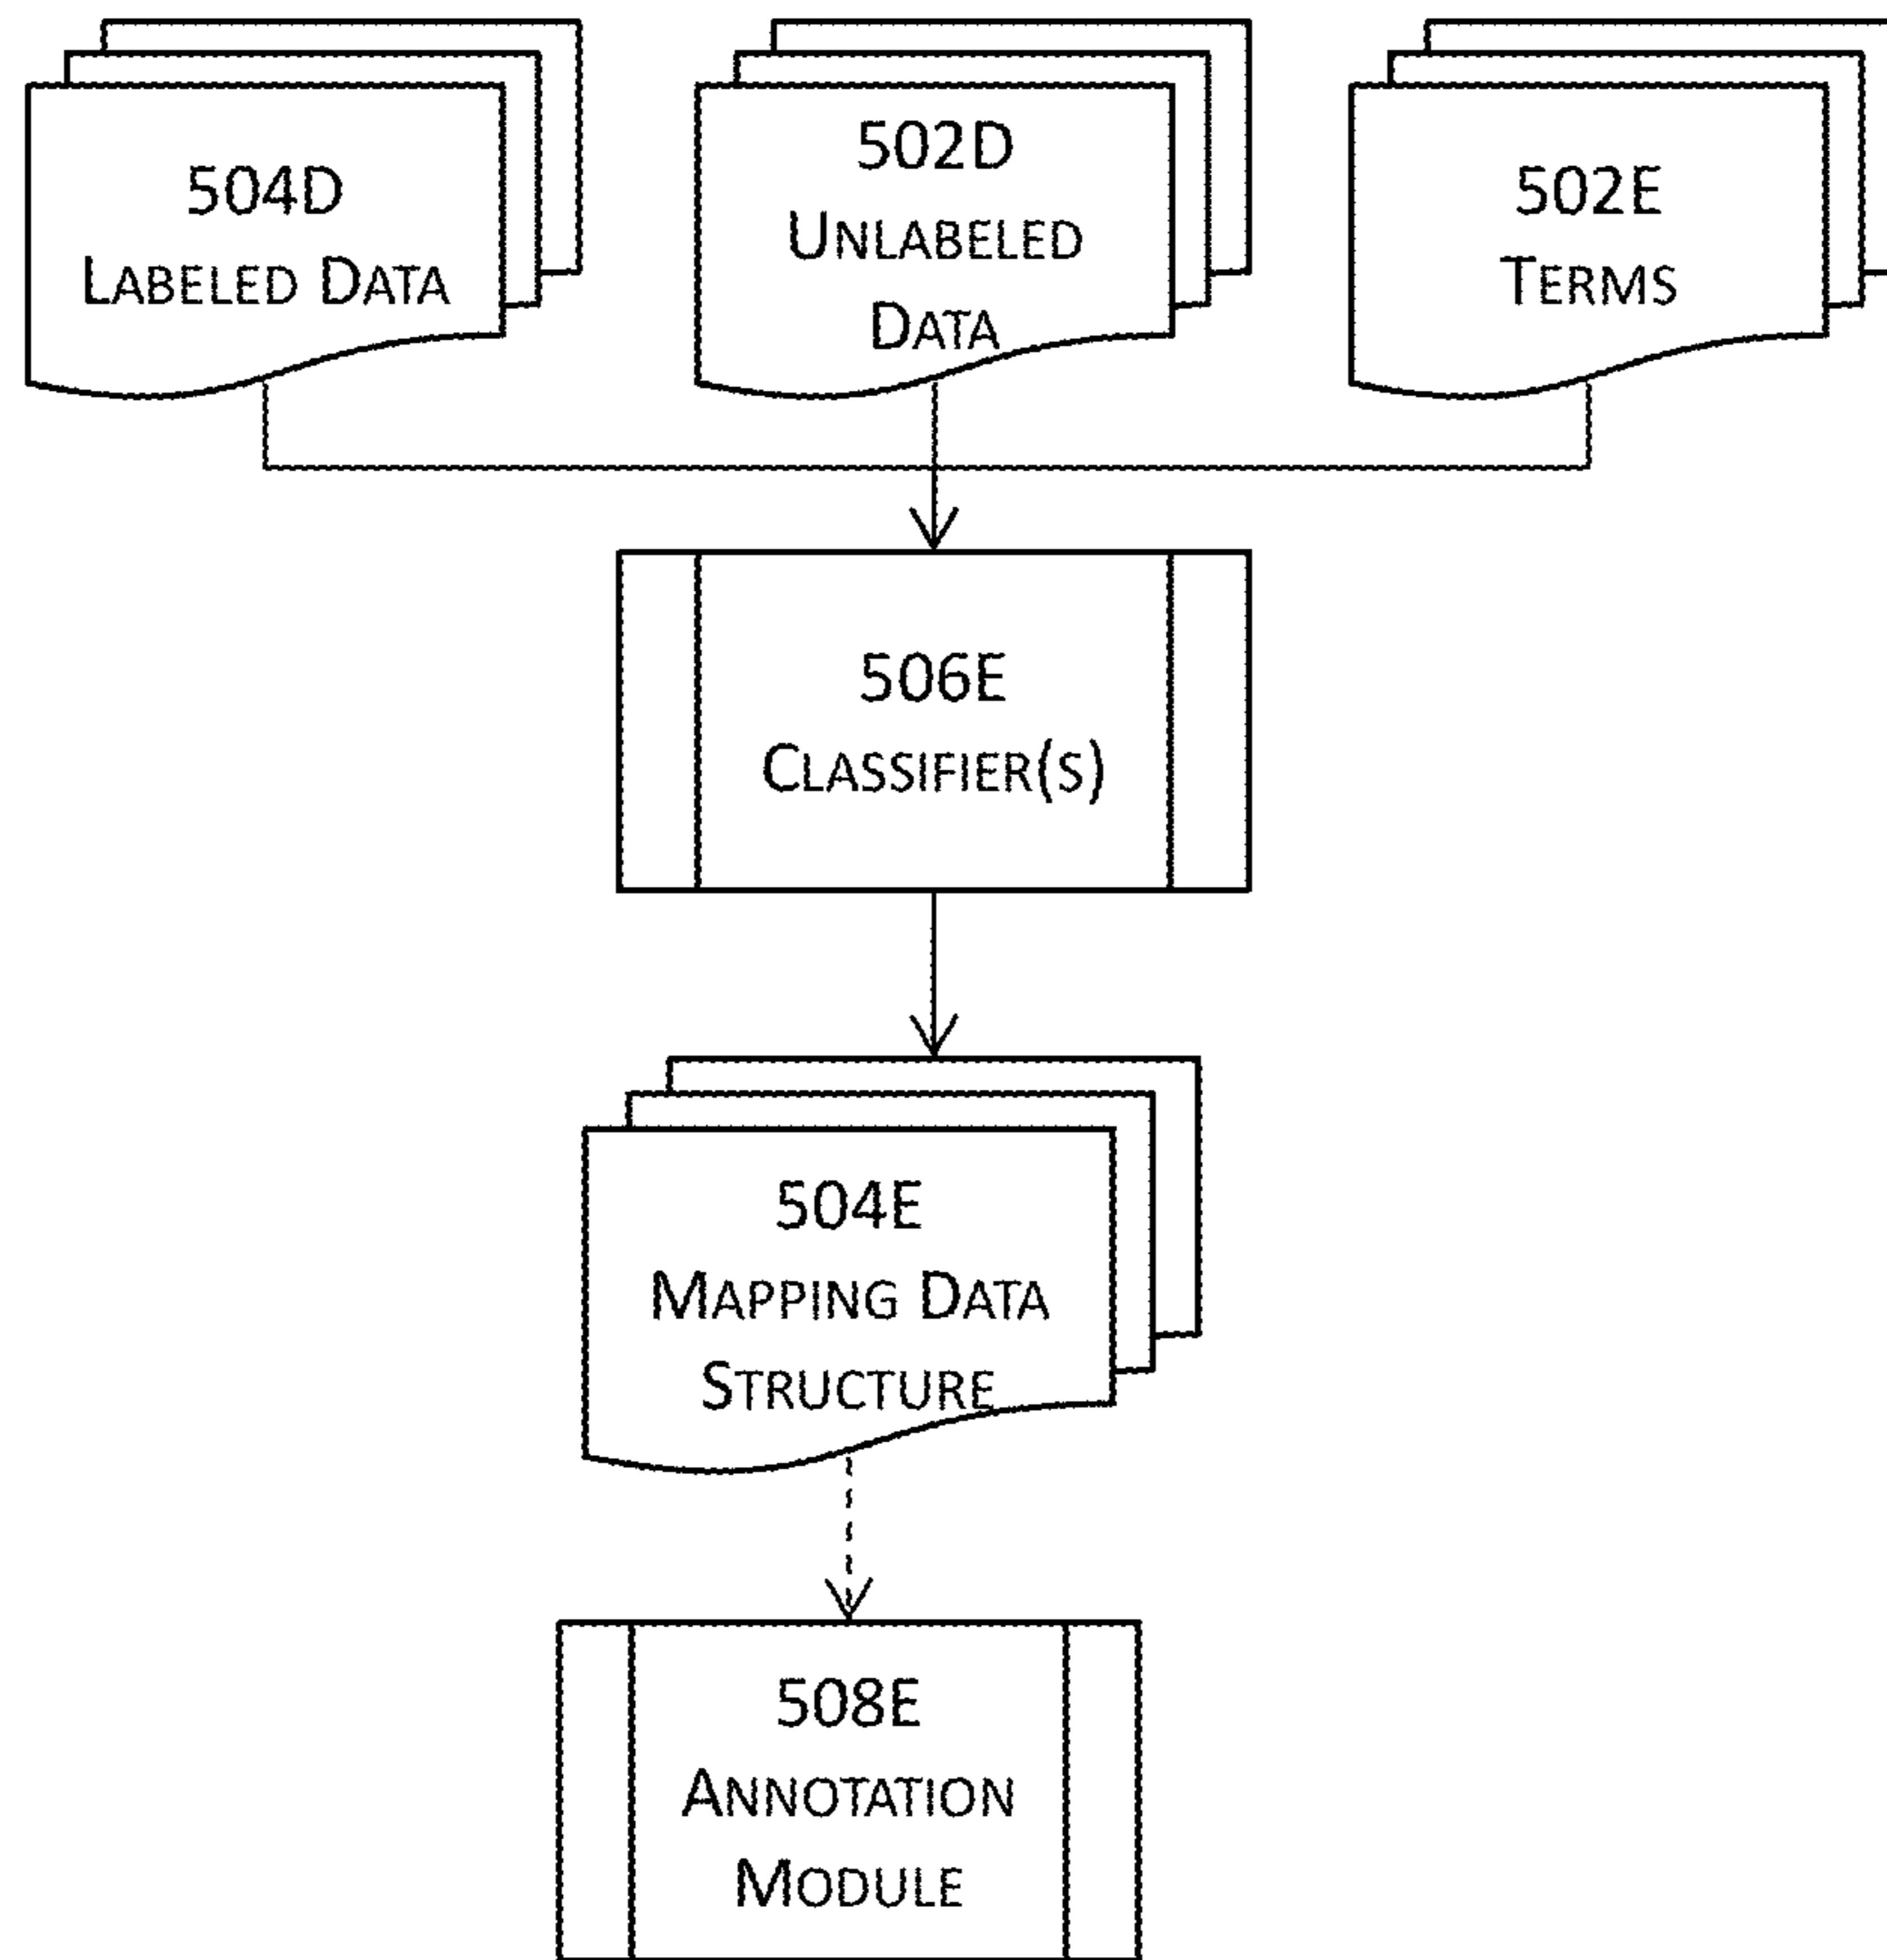 504D
LABELED DATA
502D
UNLABELED
DATA
502E
TERMS
506E
CLASSIFIER(S)
504E
MAPPING DATA
STRUCTURE
508E
ANNOTATION
MODULE